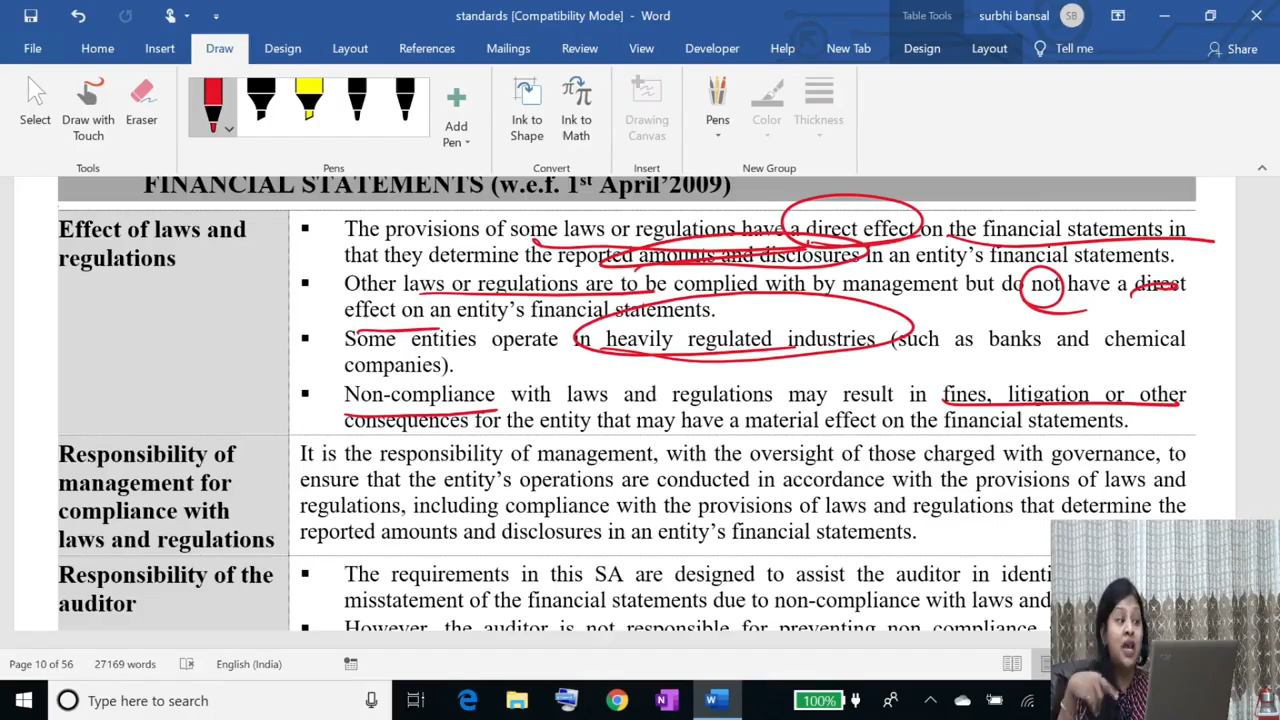 standards [Compatibility Mode] - Word
Table Tools
surbhi bansal
SB
File
Home
Insert
Draw
Design
Layout
References
Mailings
Review
View
Developer
Help
New Tab
Design
Layout
Tell me
Share
Select
Draw with Touch
Eraser
Add Pen
Ink to Shape
Ink to Math
Drawing Canvas
Pens
Color
Thickness
Tools
Pens
Convert
Insert
New Group
FINANCIAL STATEMENTS (w.e.f. 1st April'2009)
Effect of laws and
regulations
▪ The provisions of some laws or regulations have a direct effect on the financial statements in
that they determine the reported amounts and disclosures in an entity's financial statements.
▪ Other laws or regulations are to be complied with by management but do not have a direct
effect on an entity's financial statements.
▪ Some entities operate in heavily regulated industries (such as banks and chemical
companies).
▪ Non-compliance with laws and regulations may result in fines, litigation or other
consequences for the entity that may have a material effect on the financial statements.
Responsibility of
management for
compliance with
laws and regulations
It is the responsibility of management, with the oversight of those charged with governance, to
ensure that the entity's operations are conducted in accordance with the provisions of laws and
regulations, including compliance with the provisions of laws and regulations that determine the
reported amounts and disclosures in an entity's financial statements.
Responsibility of the
auditor
▪ The requirements in this SA are designed to assist the auditor in identi
misstatement of the financial statements due to non-compliance with laws and
▪ However, the auditor is not responsible for preventing non compliance
Page 10 of 56
27169 words
English (India)
Type here to search
100%